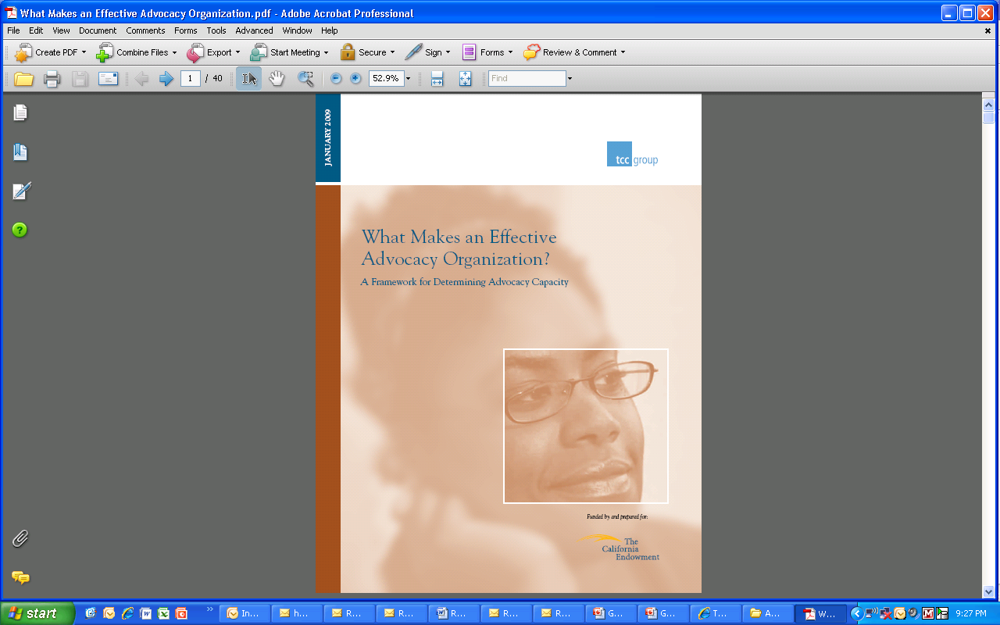 What Makes an Effective Advocacy Organization.pdf - Adobe Acrobat Professional
File Edit View Document Comments Forms Tools Advanced Window Help
Create PDF Combine Files Export Start Meeting Secure Sign Forms Review & Comment
1 / 40 52.9% Find
JANUARY 2009
tcc group
What Makes an Effective
Advocacy Organization?
A Framework for Determining Advocacy Capacity
Funded by and prepared for:
The
California
Endowment
start In... h... R... R... R... R... R... G... G... T... A... W... 9:27 PM